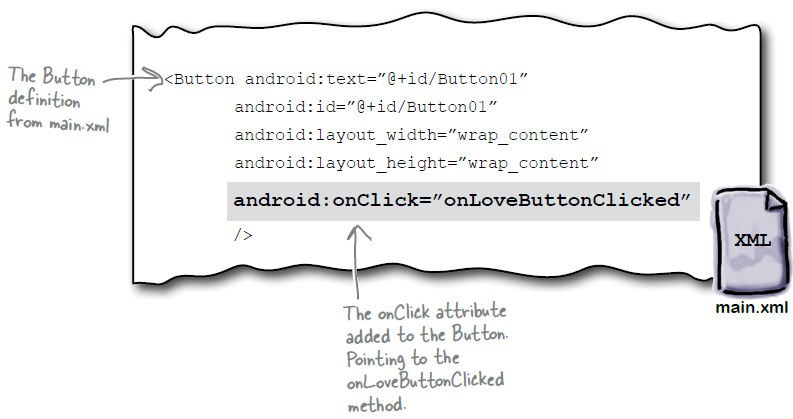 The Button
definition
from main.xml
<Button android:text=”@+id/Button01”
android:id=”@+id/Button01”
android:layout_width=”wrap_content”
android:layout_height=”wrap_content”
android:onClick=”onLoveButtonClicked”
/>
XML
main.xml
The onClick attribute
added to the Button.
Pointing to the
onLoveButtonClicked
method.